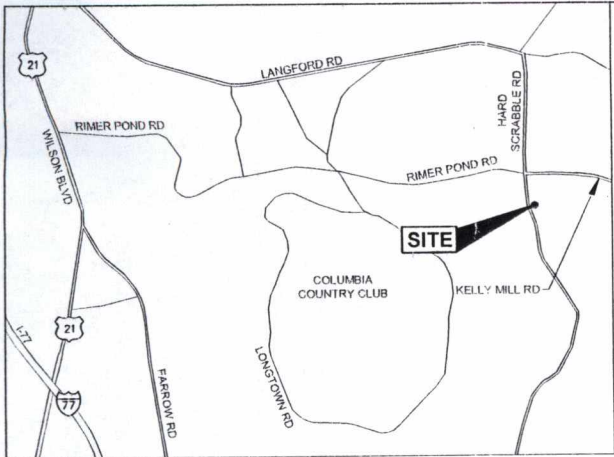 21
LANGFORD RD
HARD
SCRABBLE RD
RIMER POND RD
WILSON BLVD
RIMER POND RD
SITE
COLUMBIA
COUNTRY CLUB
KELLY MILL RD
21
I-77
77
FARROW RD
LONGTOWN RD